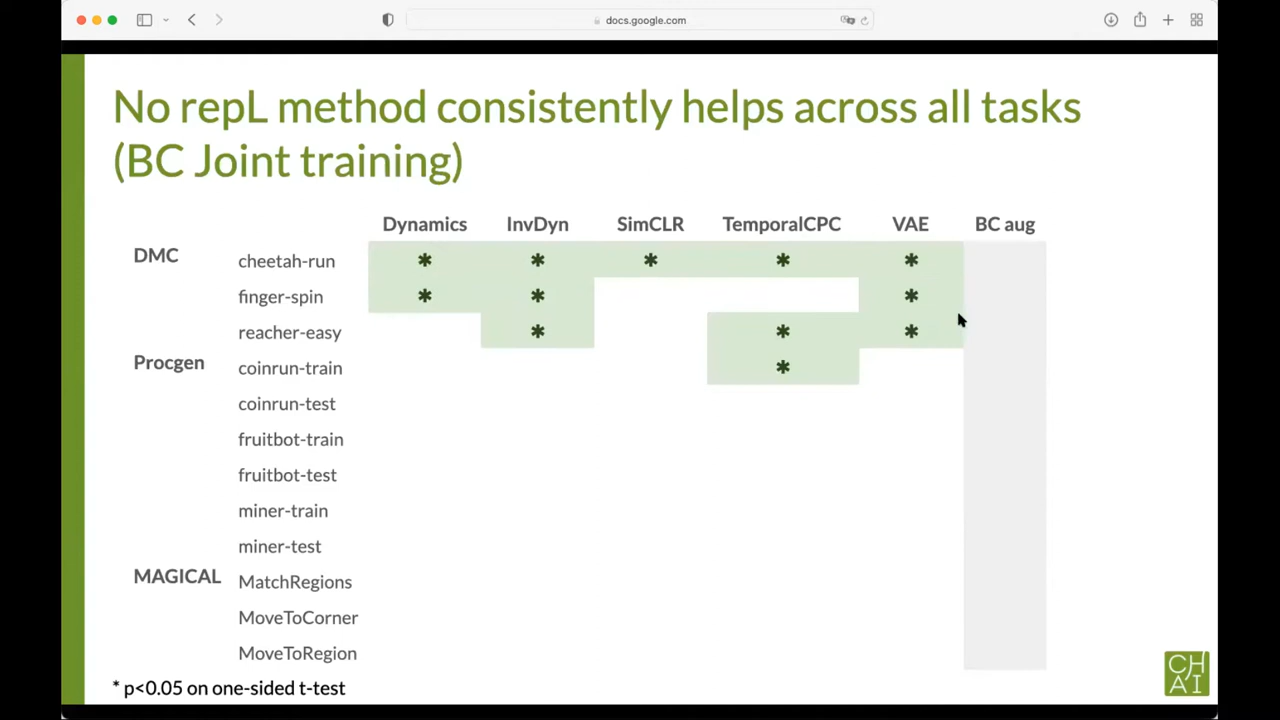 docs.google.com
No repL method consistently helps across all tasks
(BC Joint training)
Dynamics InvDyn SimCLR TemporalCPC VAE BC aug
DMC cheetah-run * * * * *
finger-spin * * *
reacher-easy * * *
Procgen coinrun-train *
coinrun-test
fruitbot-train
fruitbot-test
miner-train
miner-test
MAGICAL MatchRegions
MoveToCorner
MoveToRegion
* p<0.05 on one-sided t-test
CH
AI